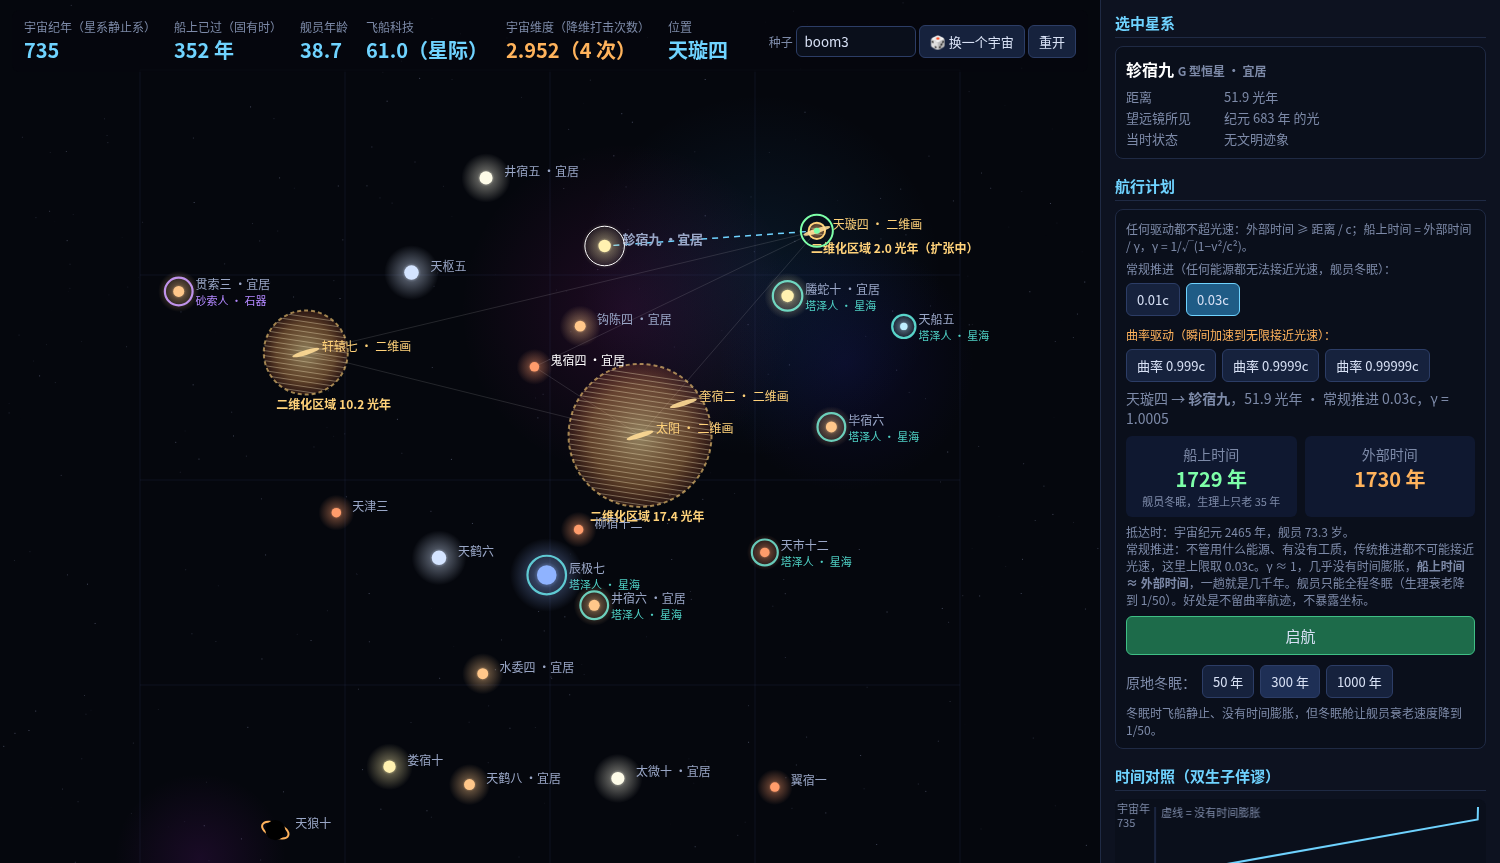 宇宙纪年（星系静止系）
735
船上已过（固有时）
352 年
舰员年龄
38.7
飞船科技
61.0（星际）
宇宙维度（降维打击次数）
2.952（4 次）
位置
天璇四
种子
boom3
🎲 换一个宇宙
重开
井宿五 ・宜居
天璇四 ・ 二维画
轸宿九 ・宜居
二维化区域 2.0 光年（扩张中）
天枢五
贯索三 ・宜居
砂索人 ・ 石器
螣蛇十 ・宜居
塔泽人 ・ 星海
钩陈四 ・宜居
天船五
塔泽人 ・ 星海
轩辕七 ・ 二维画
鬼宿四 ・宜居
二维化区域 10.2 光年
奎宿二 ・ 二维画
太阳 ・ 二维画
毕宿六
塔泽人 ・ 星海
天津三
二维化区域 17.4 光年
柳宿十二
天鹤六
天市十二
塔泽人 ・ 星海
辰极七
塔泽人 ・ 星海
井宿六 ・宜居
塔泽人 ・ 星海
水委四 ・宜居
娄宿十
天鹤八 ・宜居
太微十 ・宜居
翼宿一
天狼十
选中星系
轸宿九 G 型恒星 ・ 宜居
距离 51.9 光年
望远镜所见 纪元 683 年 的光
当时状态 无文明迹象
航行计划
任何驱动都不超光速：外部时间 ≥ 距离 / c；船上时间 = 外部时间
/ γ，γ = 1/√(1−v²/c²)。
常规推进（任何能源都无法接近光速，舰员冬眠）：
0.01c
0.03c
曲率驱动（瞬间加速到无限接近光速）：
曲率 0.999c
曲率 0.9999c
曲率 0.99999c
天璇四 → 轸宿九，51.9 光年 ・ 常规推进 0.03c，γ =
1.0005
船上时间
1729 年
舰员冬眠，生理上只老 35 年
外部时间
1730 年
抵达时：宇宙纪元 2465 年，舰员 73.3 岁。
常规推进：不管用什么能源、有没有工质，传统推进都不可能接近
光速，这里上限取 0.03c。γ ≈ 1，几乎没有时间膨胀，船上时间
≈ 外部时间，一趟就是几千年。舰员只能全程冬眠（生理衰老降
到 1/50）。好处是不留曲率航迹，不暴露坐标。
启航
原地冬眠：
50 年
300 年
1000 年
冬眠时飞船静止、没有时间膨胀，但冬眠舱让舰员衰老速度降到
1/50。
时间对照（双生子佯谬）
宇宙年
735
虚线 = 没有时间膨胀